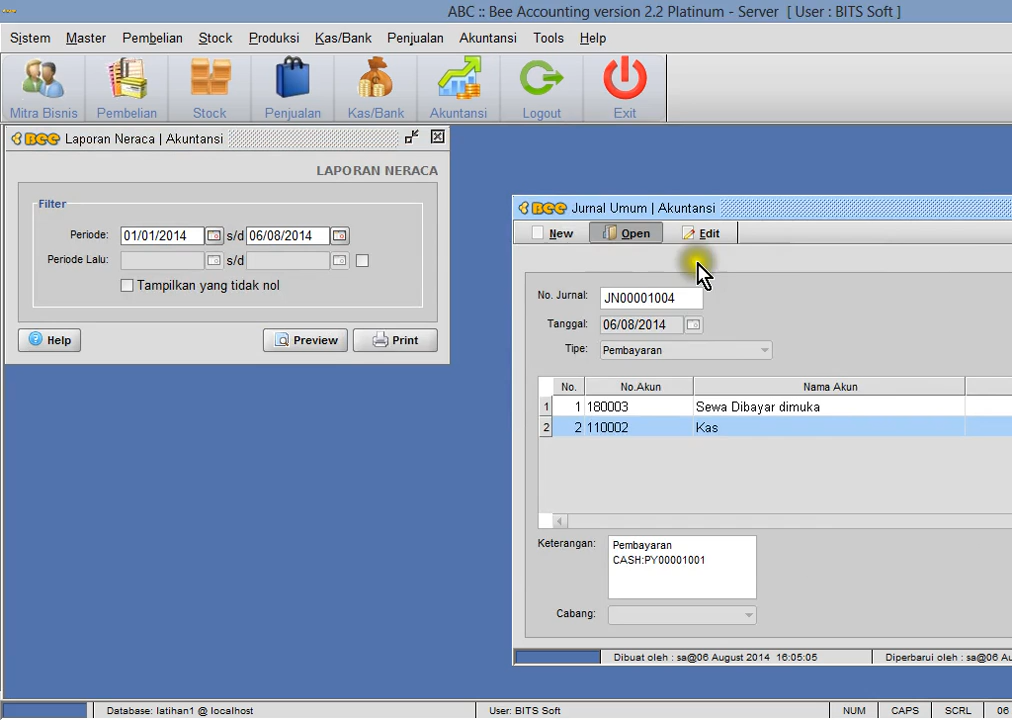 ABC :: Bee Accounting version 2.2 Platinum - Server [ User : BITS Soft ]
Sistem Master Pembelian Stock Produksi Kas/Bank Penjualan Akuntansi Tools Help
Mitra Bisnis Pembelian Stock Penjualan Kas/Bank Akuntansi Logout Exit
BEE Laporan Neraca | Akuntansi
LAPORAN NERACA
Filter
Periode: 01/01/2014 s/d 06/08/2014
Periode Lalu: s/d
Tampilkan yang tidak nol
Help Preview Print
BEE Jurnal Umum | Akuntansi
New Open Edit
No. Jurnal: JN00001004
Tanggal: 06/08/2014
Tipe: Pembayaran
No. No.Akun Nama Akun
1 1 180003 Sewa Dibayar dimuka
2 2 110002 Kas
Keterangan: Pembayaran
CASH:PY00001001
Cabang:
Dibuat oleh : sa@06 August 2014 16:05:05 Diperbarui oleh : sa@06 Au
Database: latihan1 @ localhost User: BITS Soft NUM CAPS SCRL 06